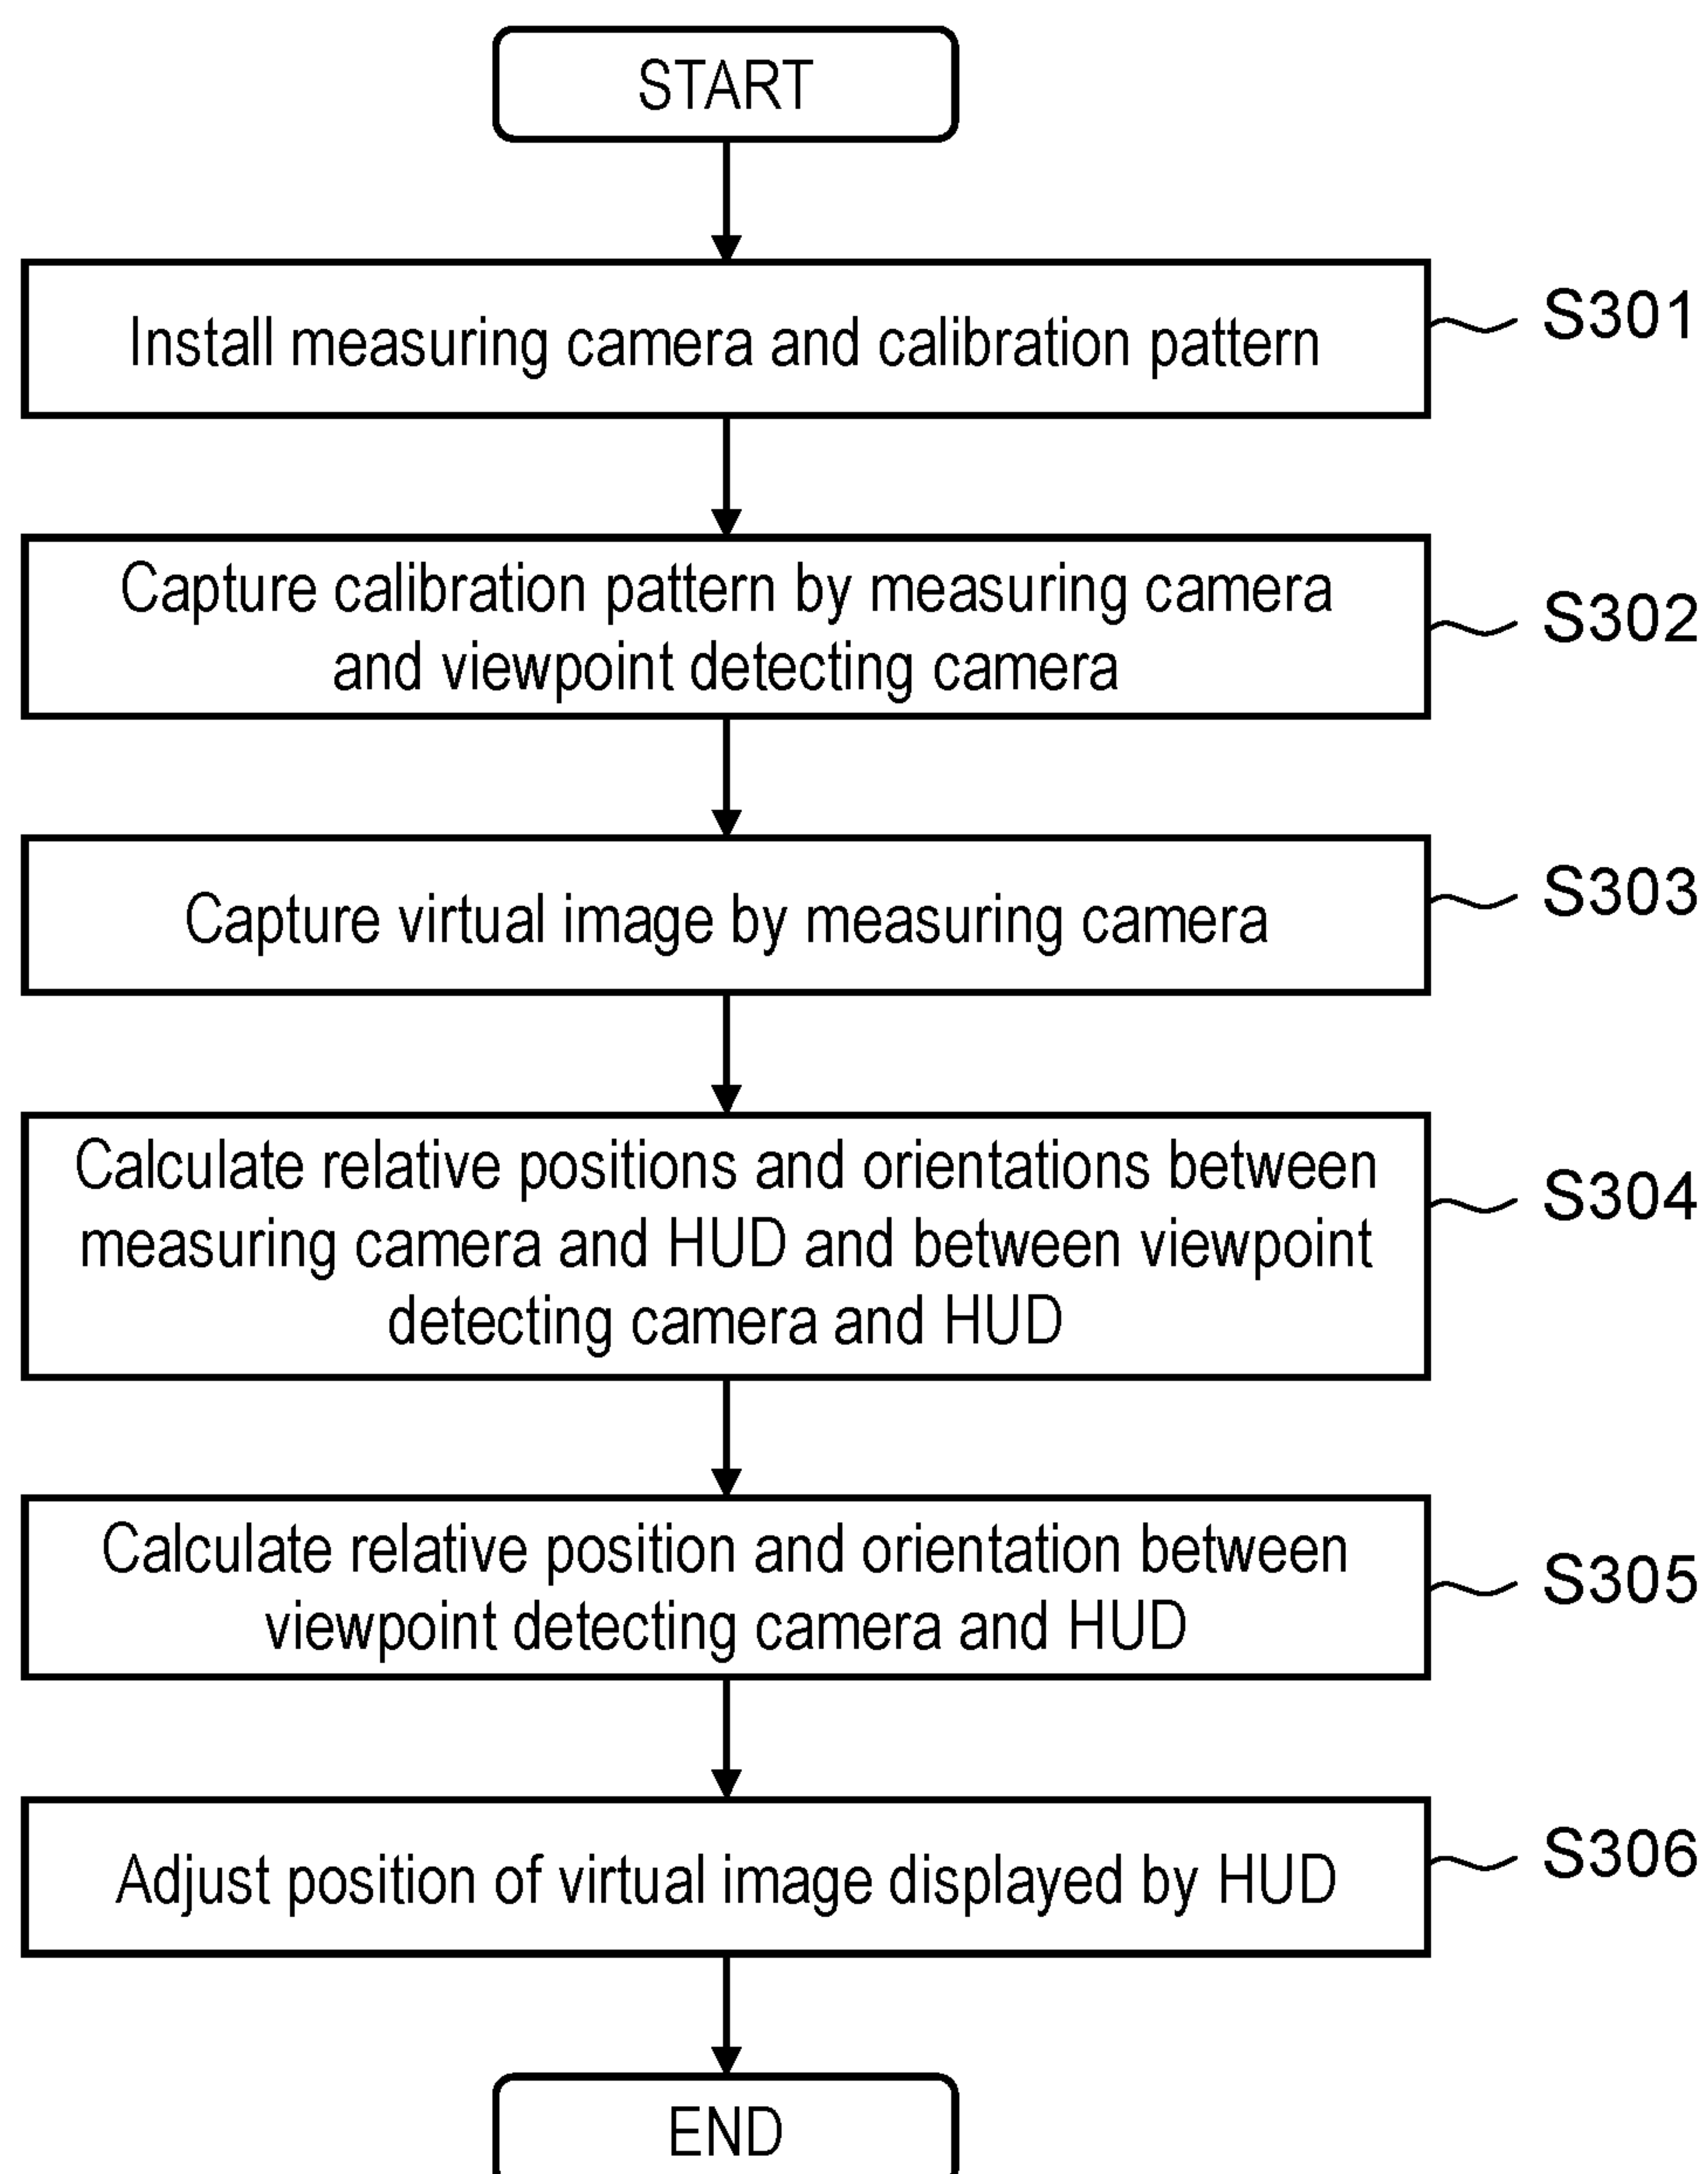 START
Install measuring camera and calibration pattern
S301
Capture calibration pattern by measuring camera
and viewpoint detecting camera
S302
Capture virtual image by measuring camera
S303
Calculate relative positions and orientations between
measuring camera and HUD and between viewpoint
detecting camera and HUD
S304
Calculate relative position and orientation between
viewpoint detecting camera and HUD
S305
Adjust position of virtual image displayed by HUD
S306
END